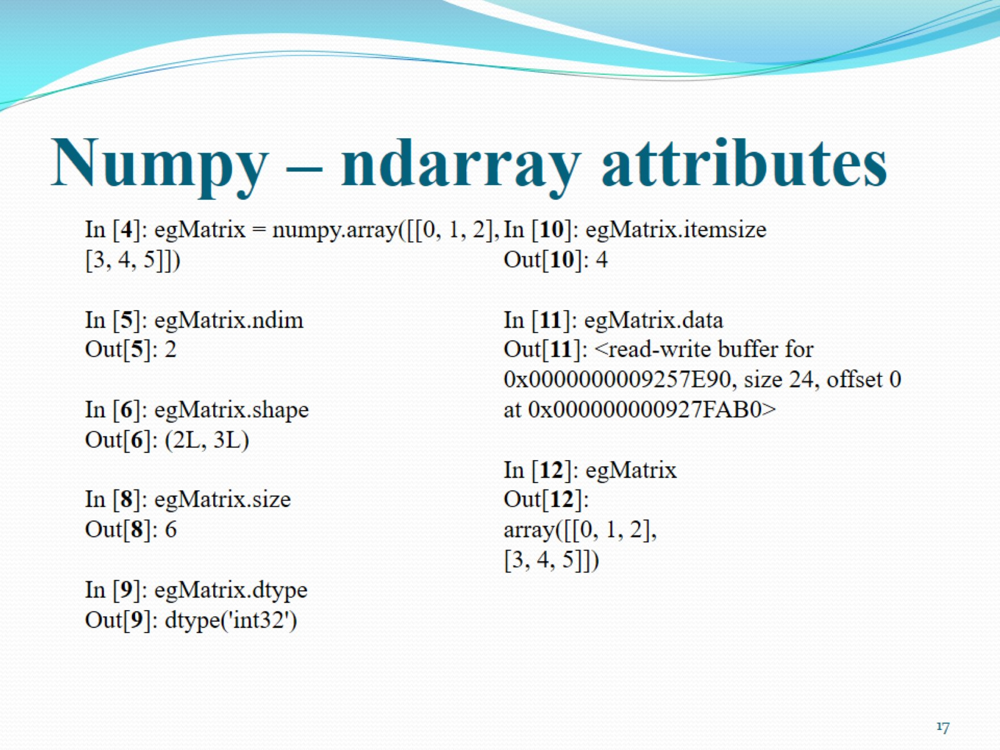 Numpy – ndarray attributes
In [4]: egMatrix = numpy.array([[0, 1, 2],
[3, 4, 5]])
In [5]: egMatrix.ndim
Out[5]: 2
In [6]: egMatrix.shape
Out[6]: (2L, 3L)
In [8]: egMatrix.size
Out[8]: 6
In [9]: egMatrix.dtype
Out[9]: dtype('int32')
In [10]: egMatrix.itemsize
Out[10]: 4
In [11]: egMatrix.data
Out[11]: <read-write buffer for
0x0000000009257E90, size 24, offset 0
at 0x000000000927FAB0>
In [12]: egMatrix
Out[12]:
array([[0, 1, 2],
[3, 4, 5]])
17